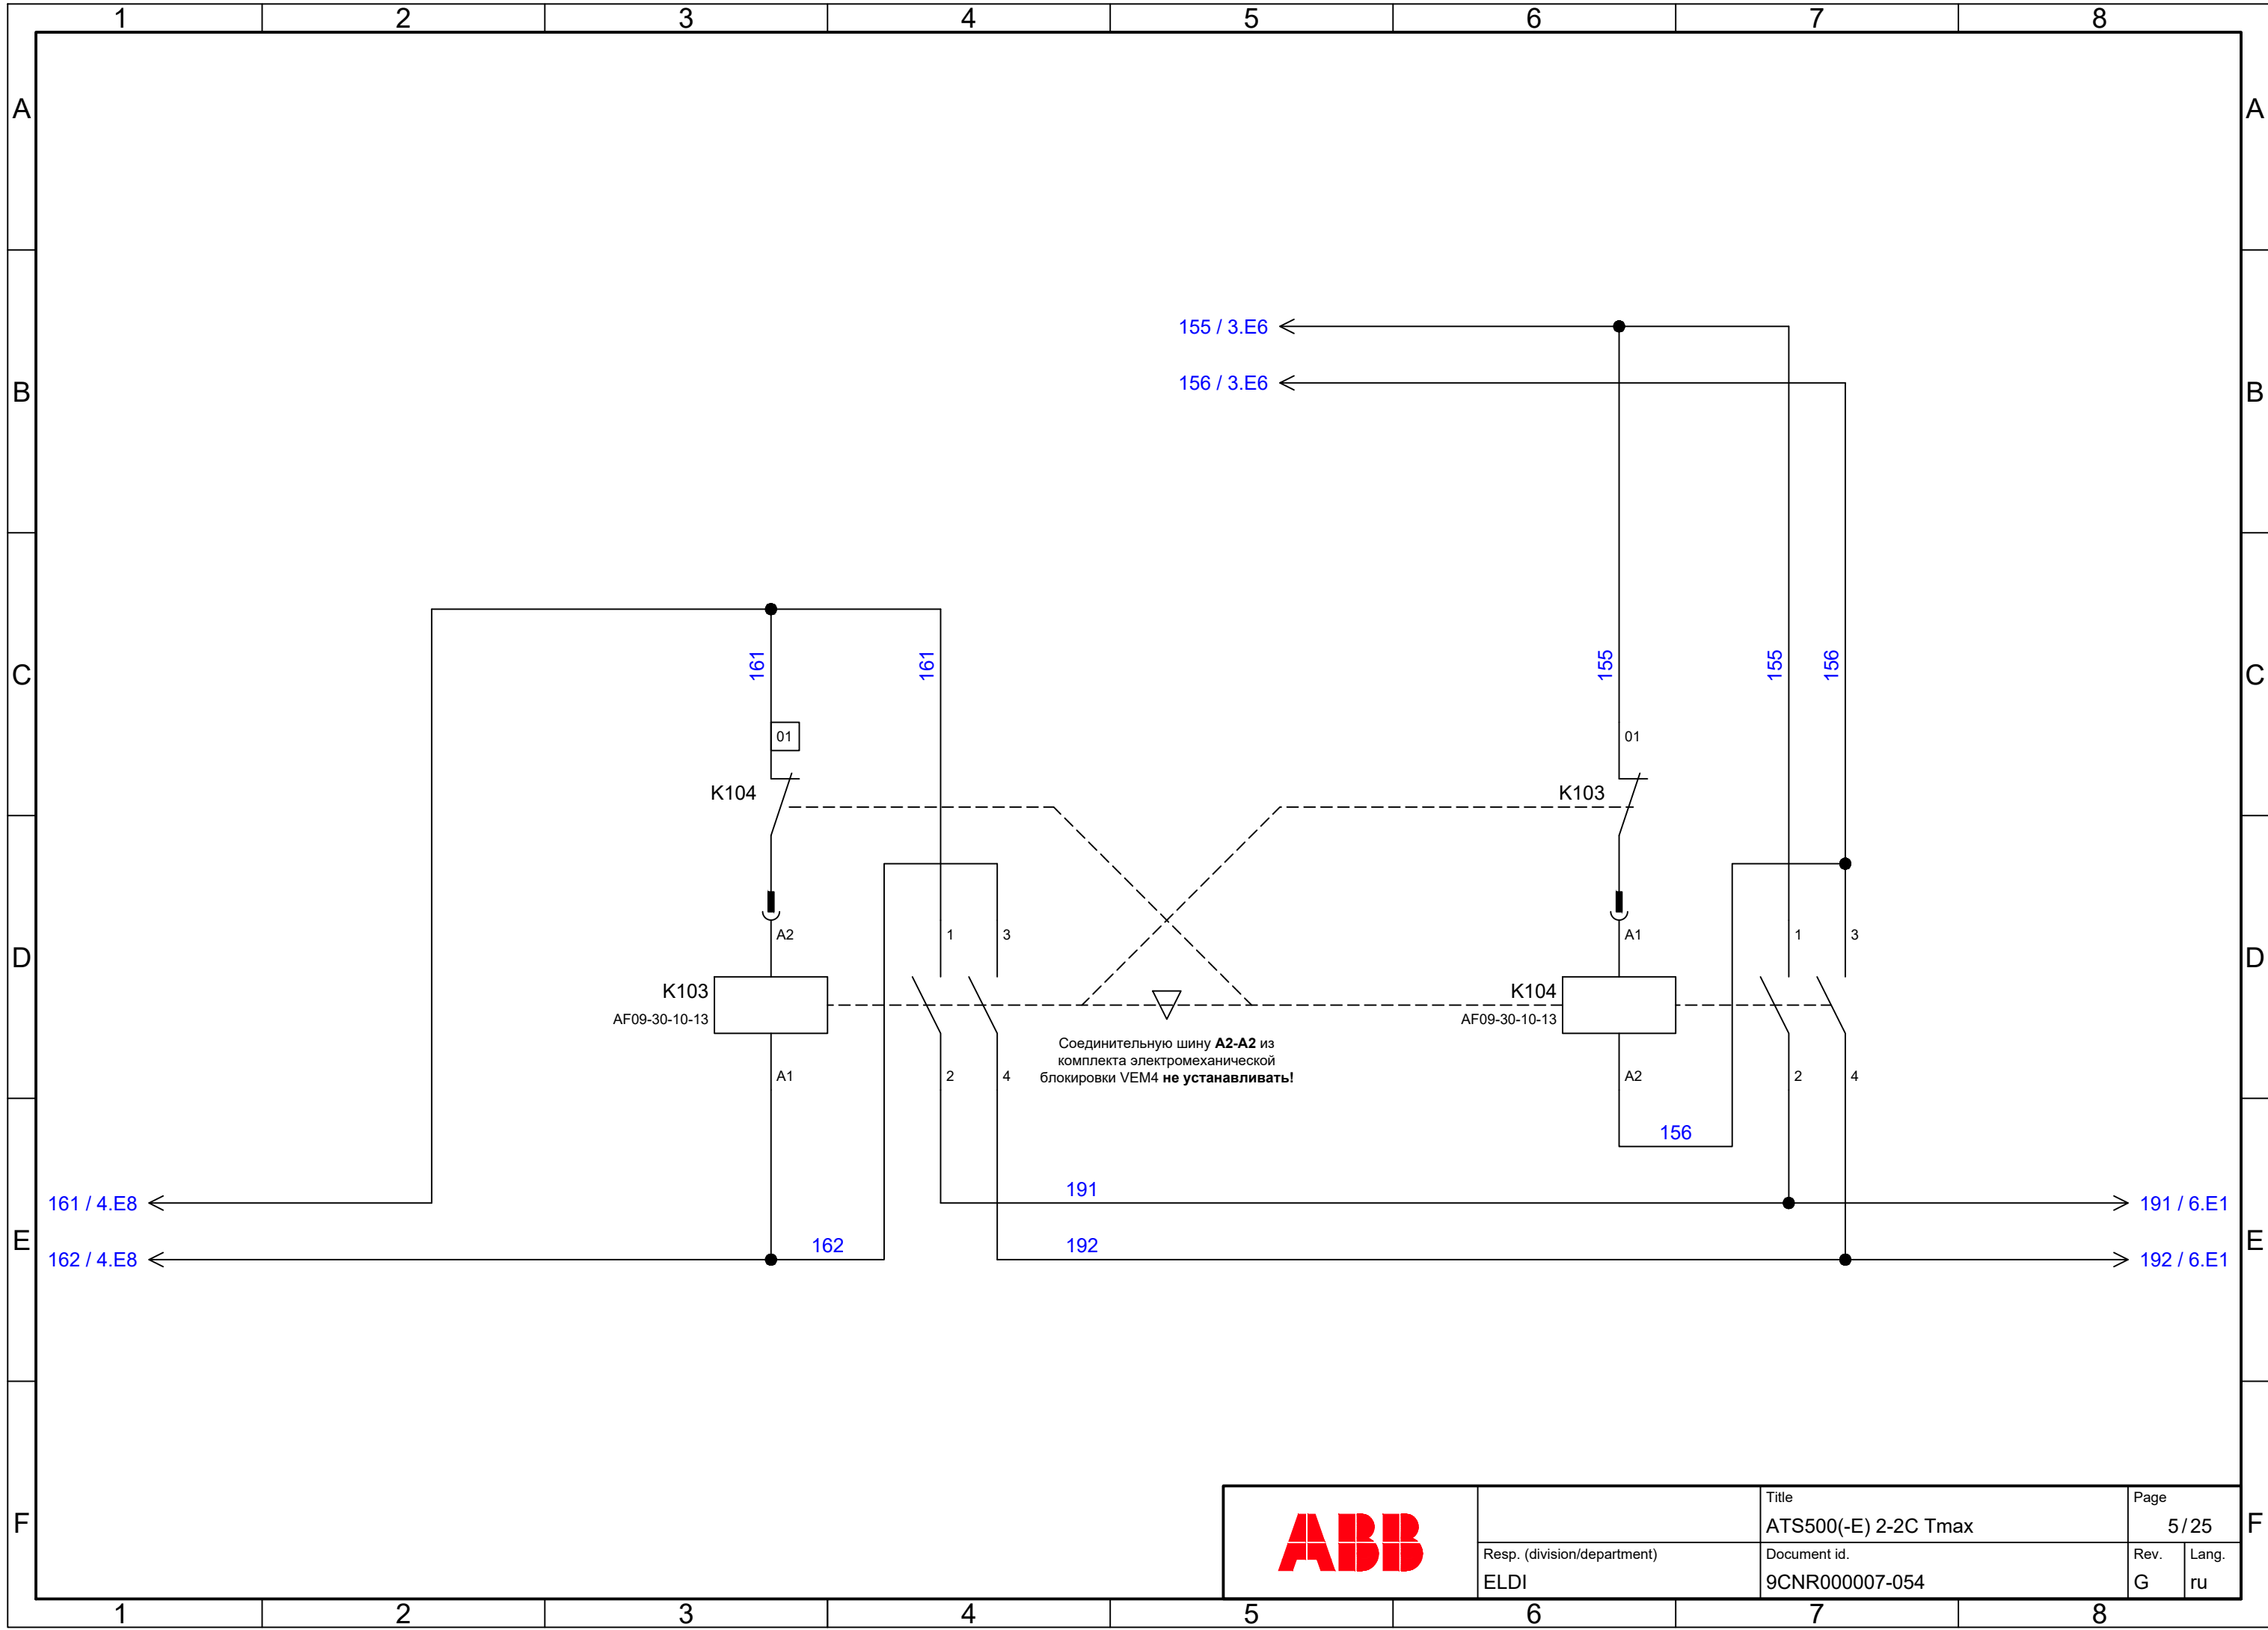 1 2 3 4 5 6 7 8
A A
155 / 3.E6
156 / 3.E6
B B
161 161 155 155 156
C C
01 01
K104 K103
A2 1 3 A1 1 3
D D
K103 K104
AF09-30-10-13 AF09-30-10-13
Соединительную шину A2-A2 из
комплекта электромеханической
блокировки VEM4 не устанавливать!
A1 2 4 A2 2 4
156
191
161 / 4.E8 191 / 6.E1
E E
162 192
162 / 4.E8 192 / 6.E1
F F
ABB
Title
ATS500(-E) 2-2C Tmax
Page
5/25
Resp. (division/department)
ELDI
Document id.
9CNR000007-054
Rev.
G
Lang.
ru
1 2 3 4 5 6 7 8